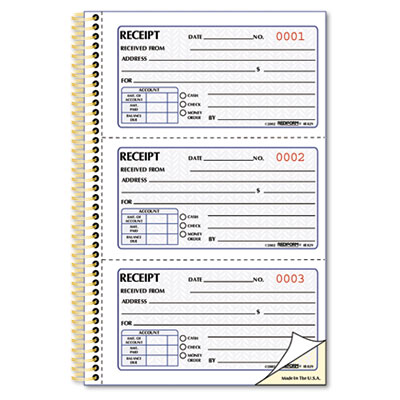 RECEIPT DATE NO. 0001
RECEIVED FROM
ADDRESS
$
FOR
ACCOUNT
AMT. OF ACCOUNT
AMT. PAID
BALANCE DUE
CASH
CHECK
MONEY ORDER
BY
©2002 REDIFORM
RECEIPT DATE NO. 0002
RECEIVED FROM
ADDRESS
$
FOR
ACCOUNT
AMT. OF ACCOUNT
AMT. PAID
BALANCE DUE
CASH
CHECK
MONEY ORDER
BY
©2002 REDIFORM
RECEIPT DATE NO. 0003
RECEIVED FROM
ADDRESS
$
FOR
ACCOUNT
AMT. OF ACCOUNT
AMT. PAID
BALANCE DUE
CASH
CHECK
MONEY ORDER
BY
©2002 REDIFORM
Made In The U.S.A.